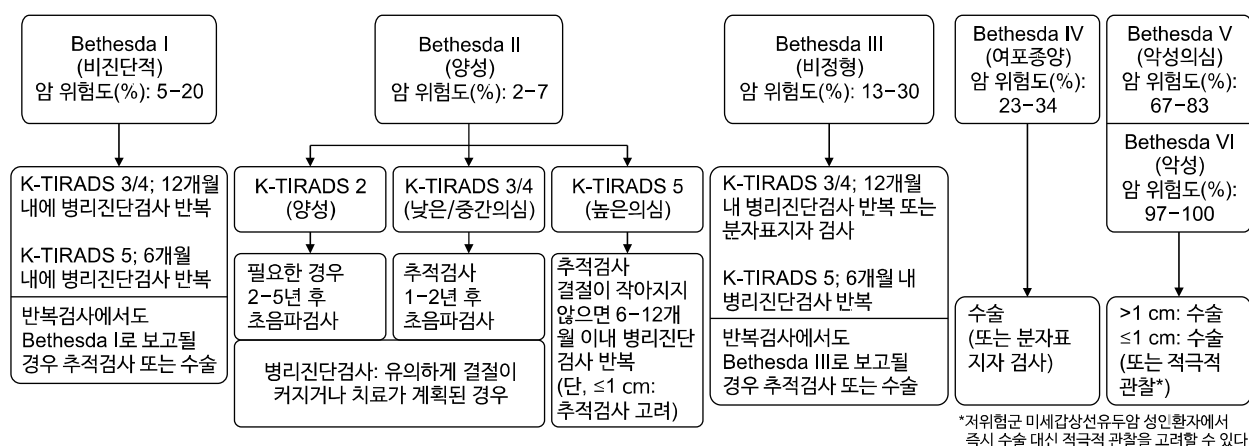 Bethesda I
(비진단적)
암 위험도(%): 5−20
Bethesda II
(양성)
암 위험도(%): 2−7
Bethesda III
(비정형)
암 위험도(%): 13−30
Bethesda IV
(여포종양)
암 위험도(%):
23−34
Bethesda V
(악성의심)
암 위험도(%):
67−83
Bethesda VI
(악성)
암 위험도(%):
97−100
K-TIRADS 3/4; 12개월
내에 병리진단검사 반복
K-TIRADS 5; 6개월
내에 병리진단검사 반복
반복검사에서도
Bethesda I로 보고될
경우 추적검사 또는 수술
K-TIRADS 2
(양성)
K-TIRADS 3/4
(낮은/중간의심)
K-TIRADS 5
(높은의심)
필요한 경우
2−5년 후
초음파검사
추적검사
1−2년 후
초음파검사
추적검사
결절이 작아지지
않으면 6−12개
월 이내 병리진단
검사 반복
(단, ≤1 cm:
추적검사 고려)
병리진단검사: 유의하게 결절이
커지거나 치료가 계획된 경우
K-TIRADS 3/4; 12개월
내 병리진단검사 반복 또는
분자표지자 검사
K-TIRADS 5; 6개월 내
병리진단검사 반복
반복검사에서도
Bethesda III로 보고될
경우 추적검사 또는 수술
수술
(또는 분자표
지자 검사)
>1 cm: 수술
≤1 cm: 수술
(또는 적극적
관찰*)
*저위험군 미세갑상선유두암 성인환자에서
즉시 수술 대신 적극적 관찰을 고려할 수 있다